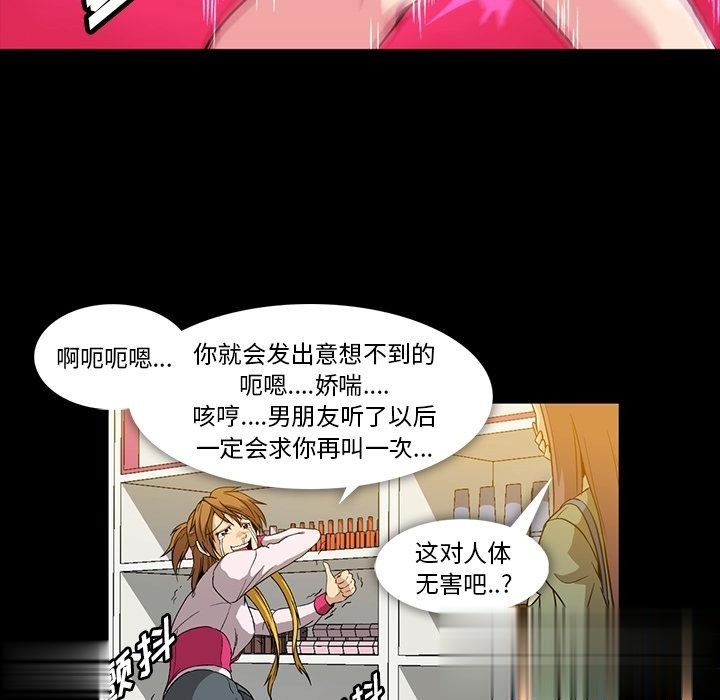 啊呃呃嗯...
你就会发出意想不到的
呃嗯....娇喘....
咳哼....男朋友听了以后
一定会求你再叫一次...
这对人体
无害吧..?
颤抖
颤抖